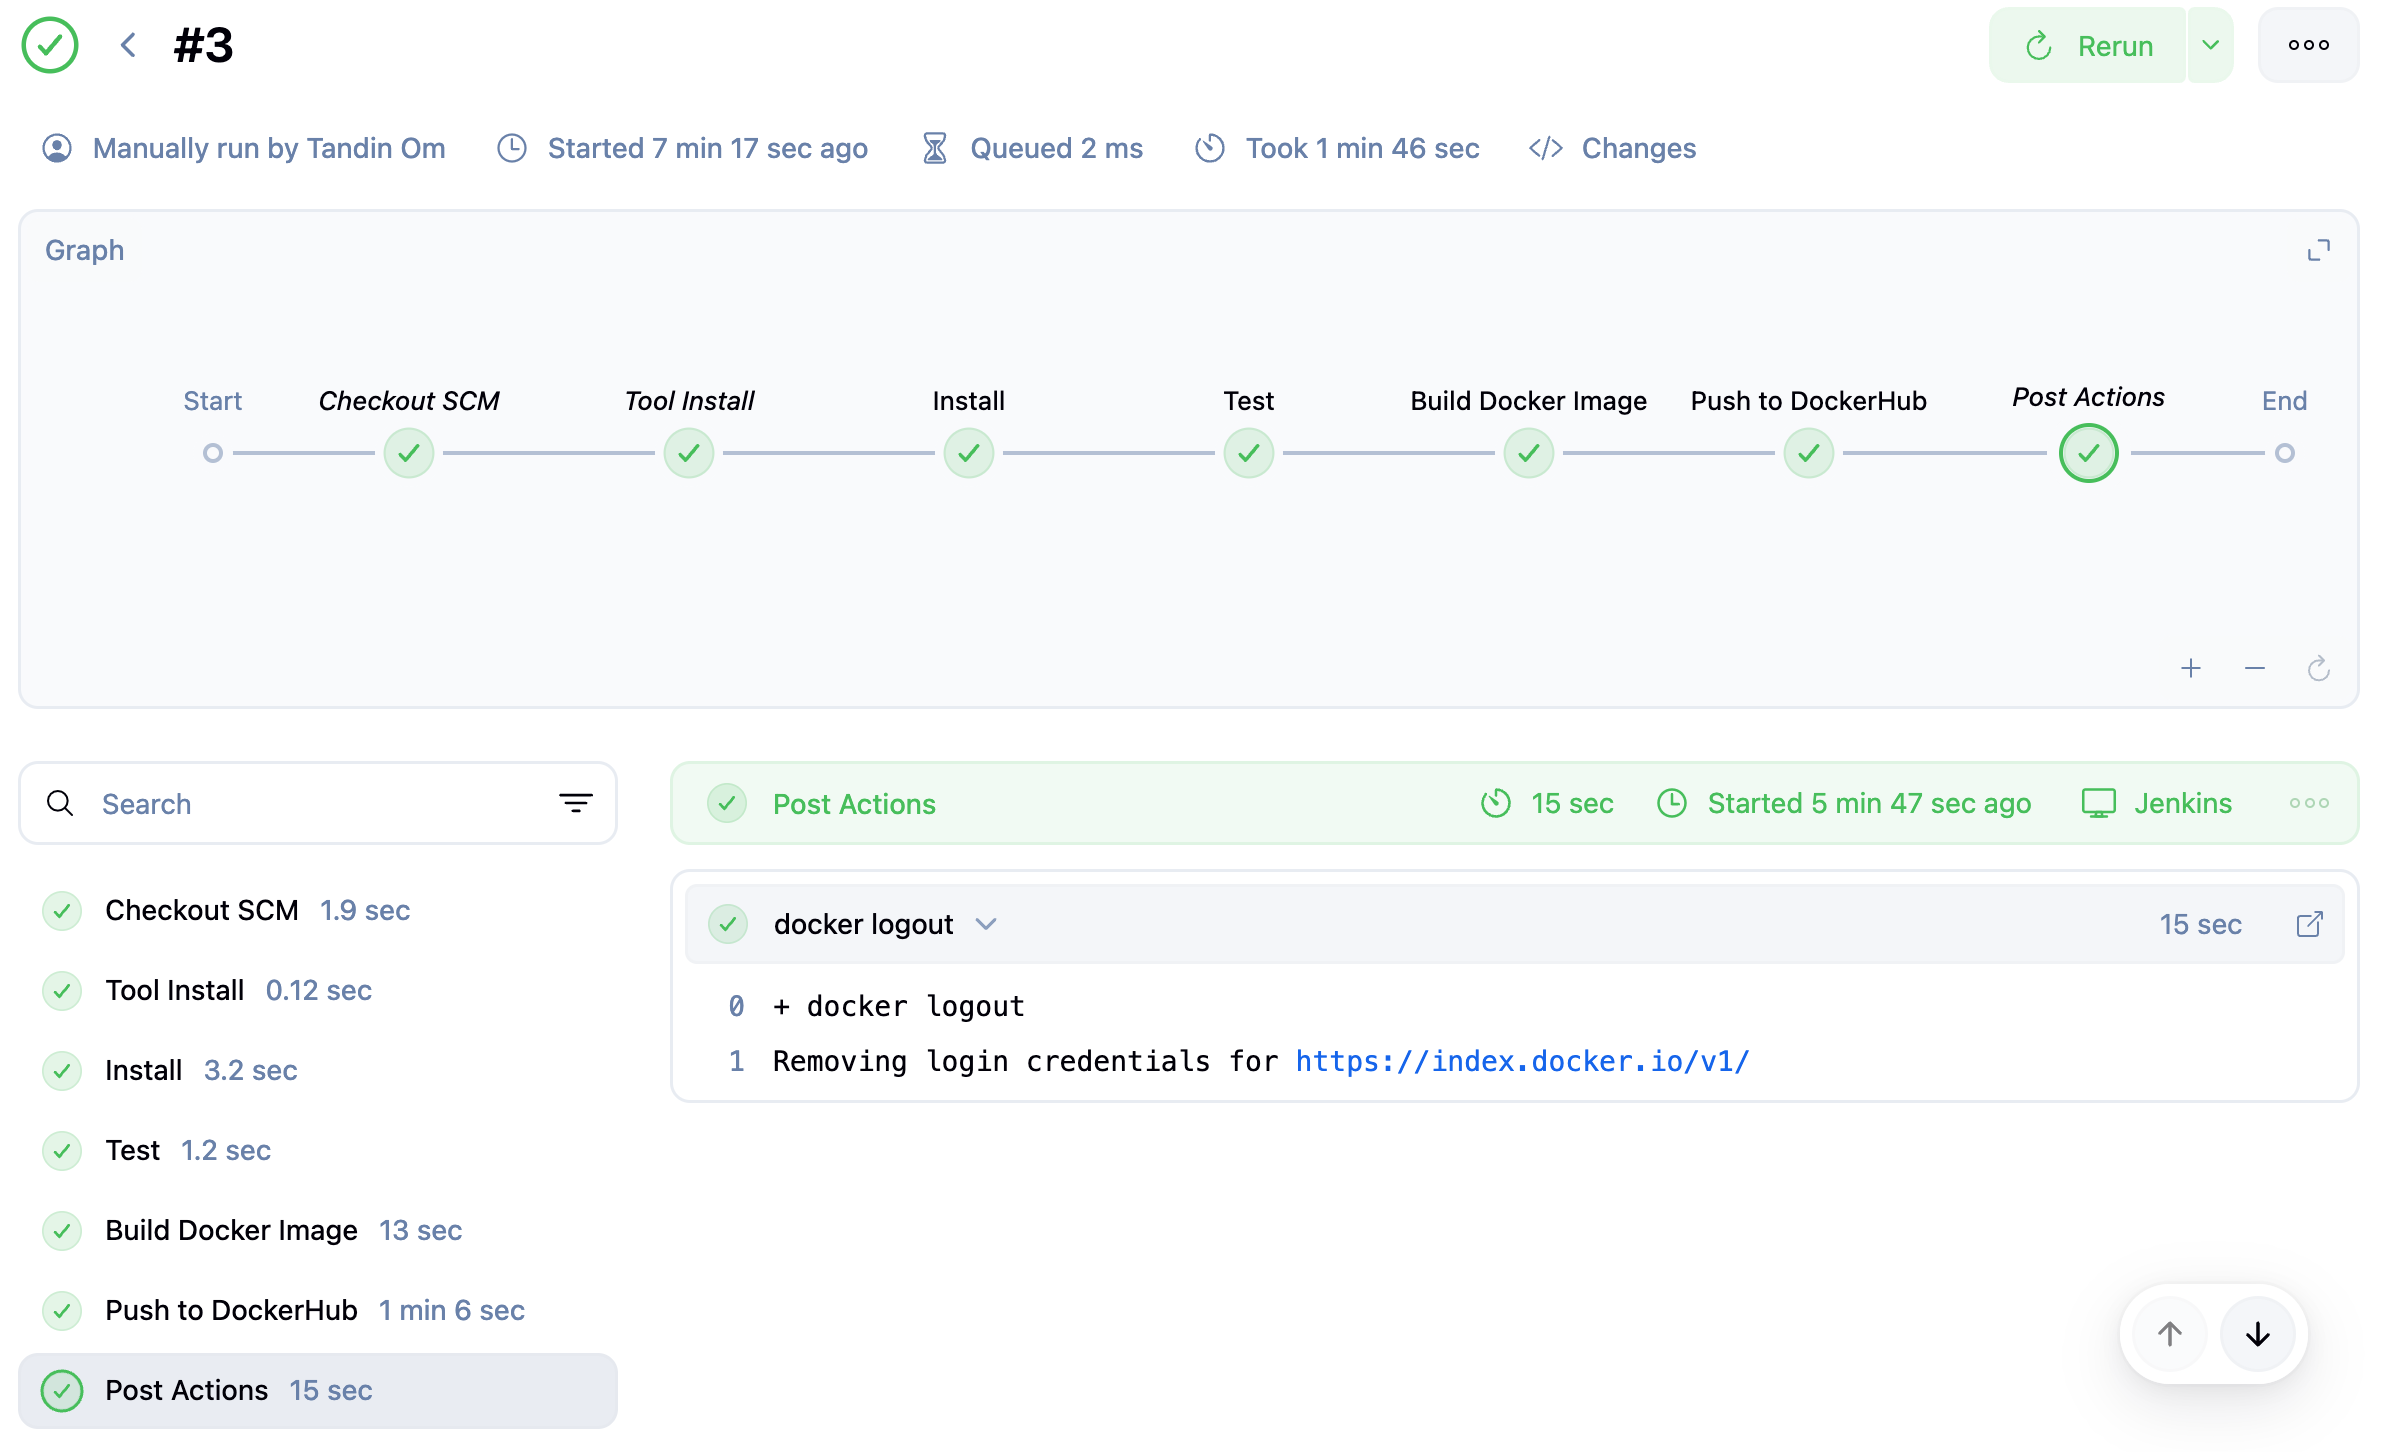 #3
Rerun
Manually run by Tandin Om
Started 7 min 17 sec ago
Queued 2 ms
Took 1 min 46 sec
Changes
Graph
Start
Checkout SCM
Tool Install
Install
Test
Build Docker Image
Push to DockerHub
Post Actions
End
Search
Checkout SCM 1.9 sec
Tool Install 0.12 sec
Install 3.2 sec
Test 1.2 sec
Build Docker Image 13 sec
Push to DockerHub 1 min 6 sec
Post Actions 15 sec
Post Actions
15 sec
Started 5 min 47 sec ago
Jenkins
docker logout
15 sec
0 + docker logout
1 Removing login credentials for https://index.docker.io/v1/